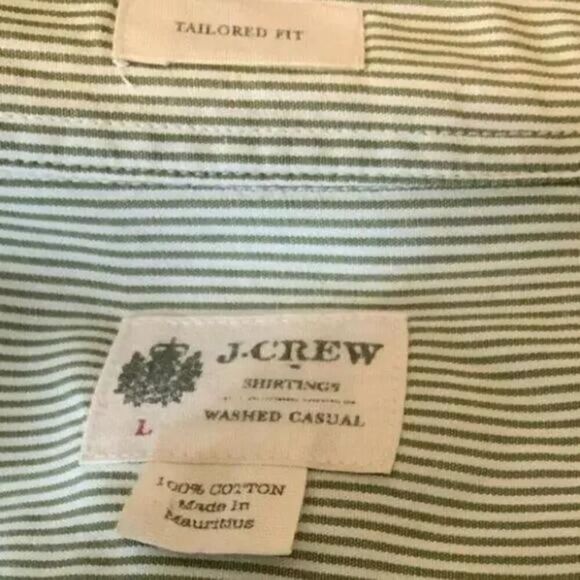 TAILORED FIT
J.CREW
SHIRTINGS
L
WASHED CASUAL
100% COTTON
Made in
Mauritius